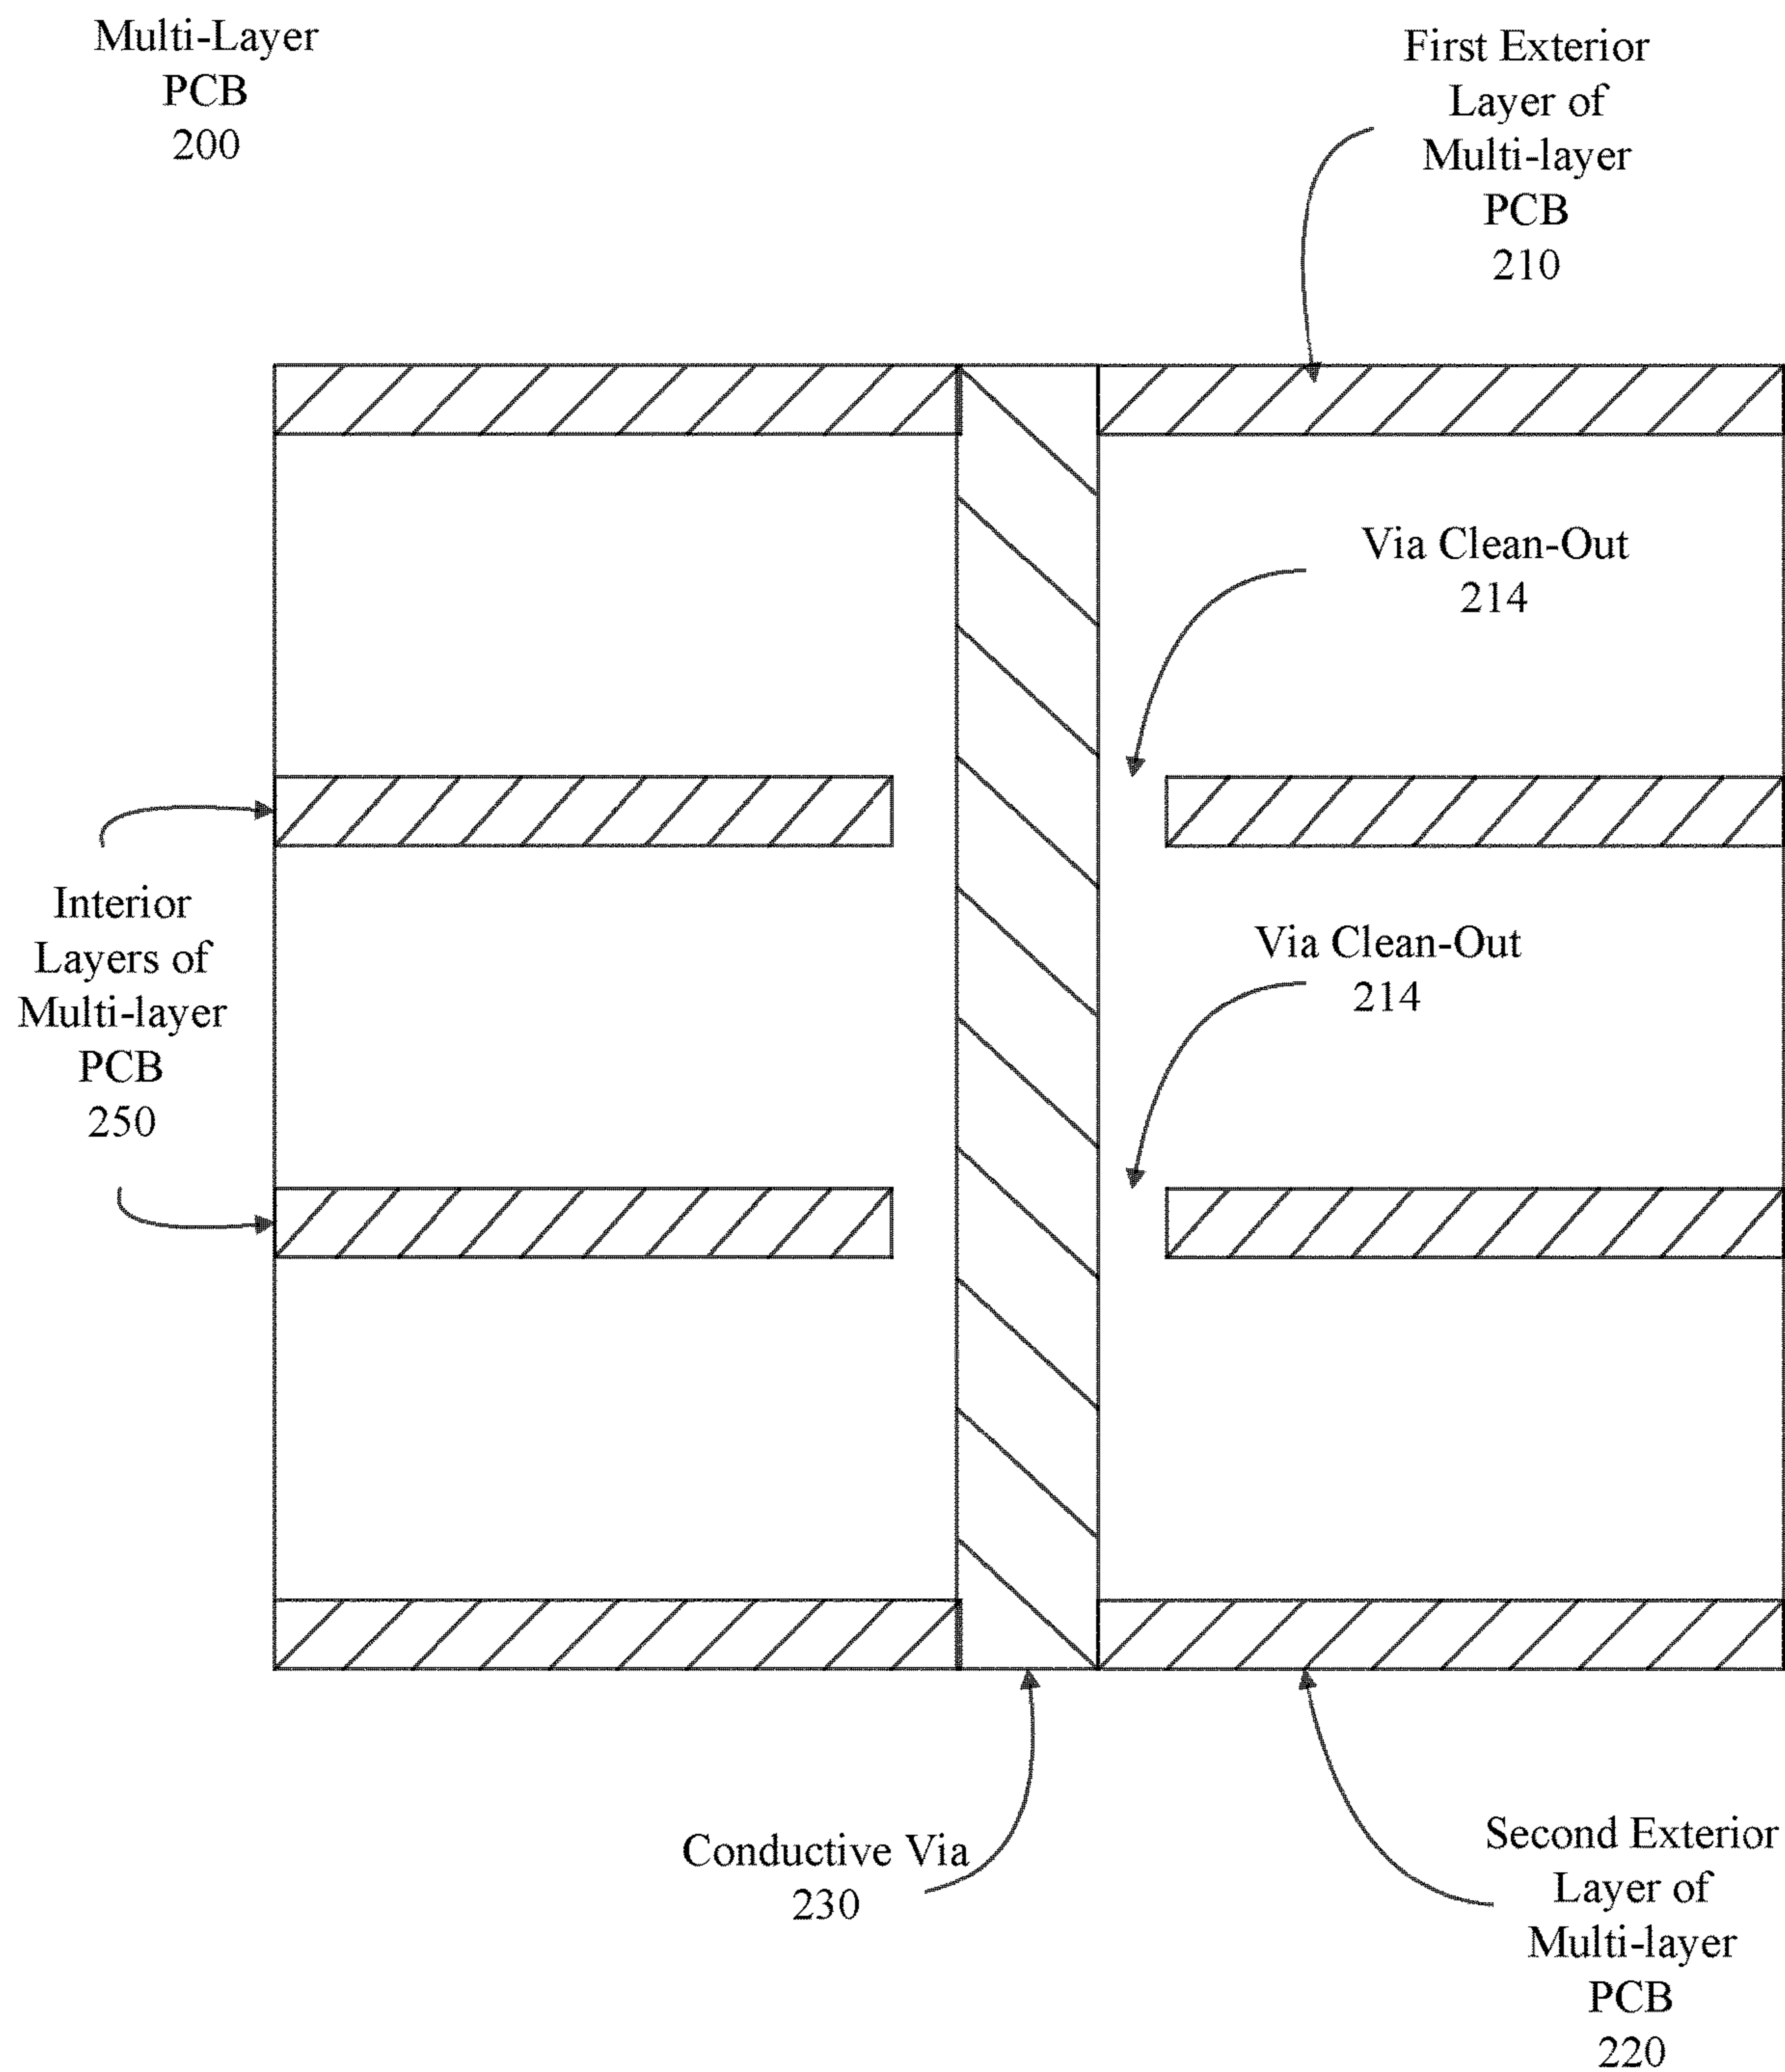 Multi-Layer
PCB
200
First Exterior
Layer of
Multi-layer
PCB
210
Via Clean-Out
214
Interior
Layers of
Multi-layer
PCB
250
Via Clean-Out
214
Conductive Via
230
Second Exterior
Layer of
Multi-layer
PCB
220